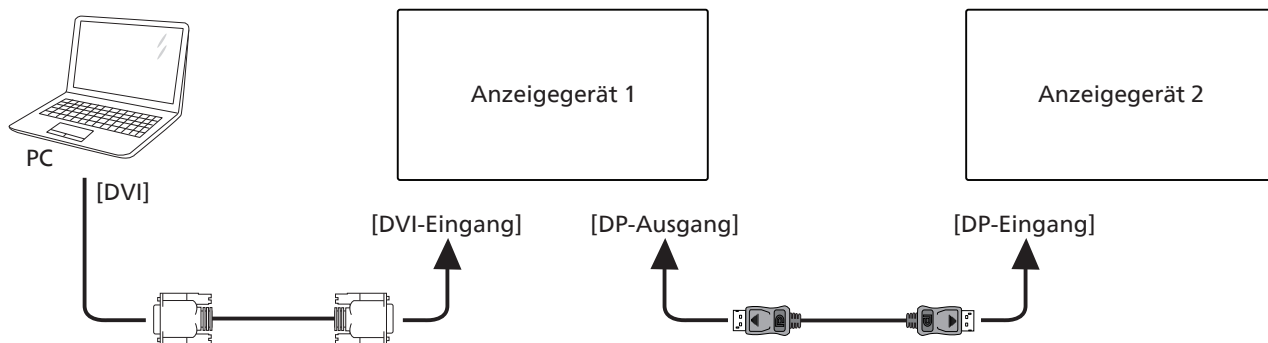 Anzeigegerät 1
Anzeigegerät 2
PC
[DVI]
[DVI-Eingang]
[DP-Ausgang]
[DP-Eingang]